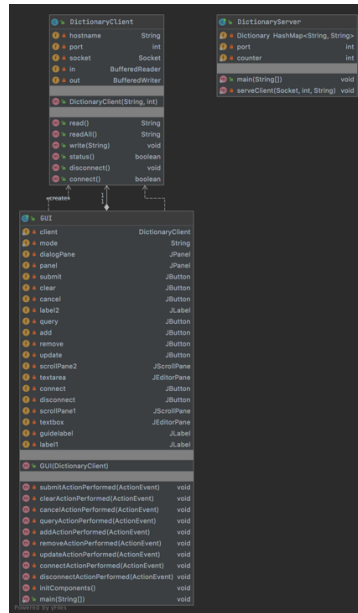 DictionaryClient
hostname String
port int
socket Socket
in BufferedReader
out BufferedWriter
DictionaryClient(String, int)
read() String
readAll() String
write(String) void
status() boolean
disconnect() void
connect() boolean
DictionaryServer
Dictionary HashMap<String, String>
port int
counter int
main(String[]) void
serveClient(Socket, int, String) void
«create»
1
1
GUI
client DictionaryClient
mode String
dialogPane JPanel
panel JPanel
submit JButton
clear JButton
cancel JButton
label2 JLabel
query JButton
add JButton
remove JButton
update JButton
scrollPane2 JScrollPane
textarea JEditorPane
connect JButton
disconnect JButton
scrollPane1 JScrollPane
textbox JEditorPane
guidelabel JLabel
label1 JLabel
GUI(DictionaryClient)
submitActionPerformed(ActionEvent) void
clearActionPerformed(ActionEvent) void
cancelActionPerformed(ActionEvent) void
queryActionPerformed(ActionEvent) void
addActionPerformed(ActionEvent) void
removeActionPerformed(ActionEvent) void
updateActionPerformed(ActionEvent) void
connectActionPerformed(ActionEvent) void
disconnectActionPerformed(ActionEvent) void
initComponents() void
main(String[]) void
Powered by yFiles